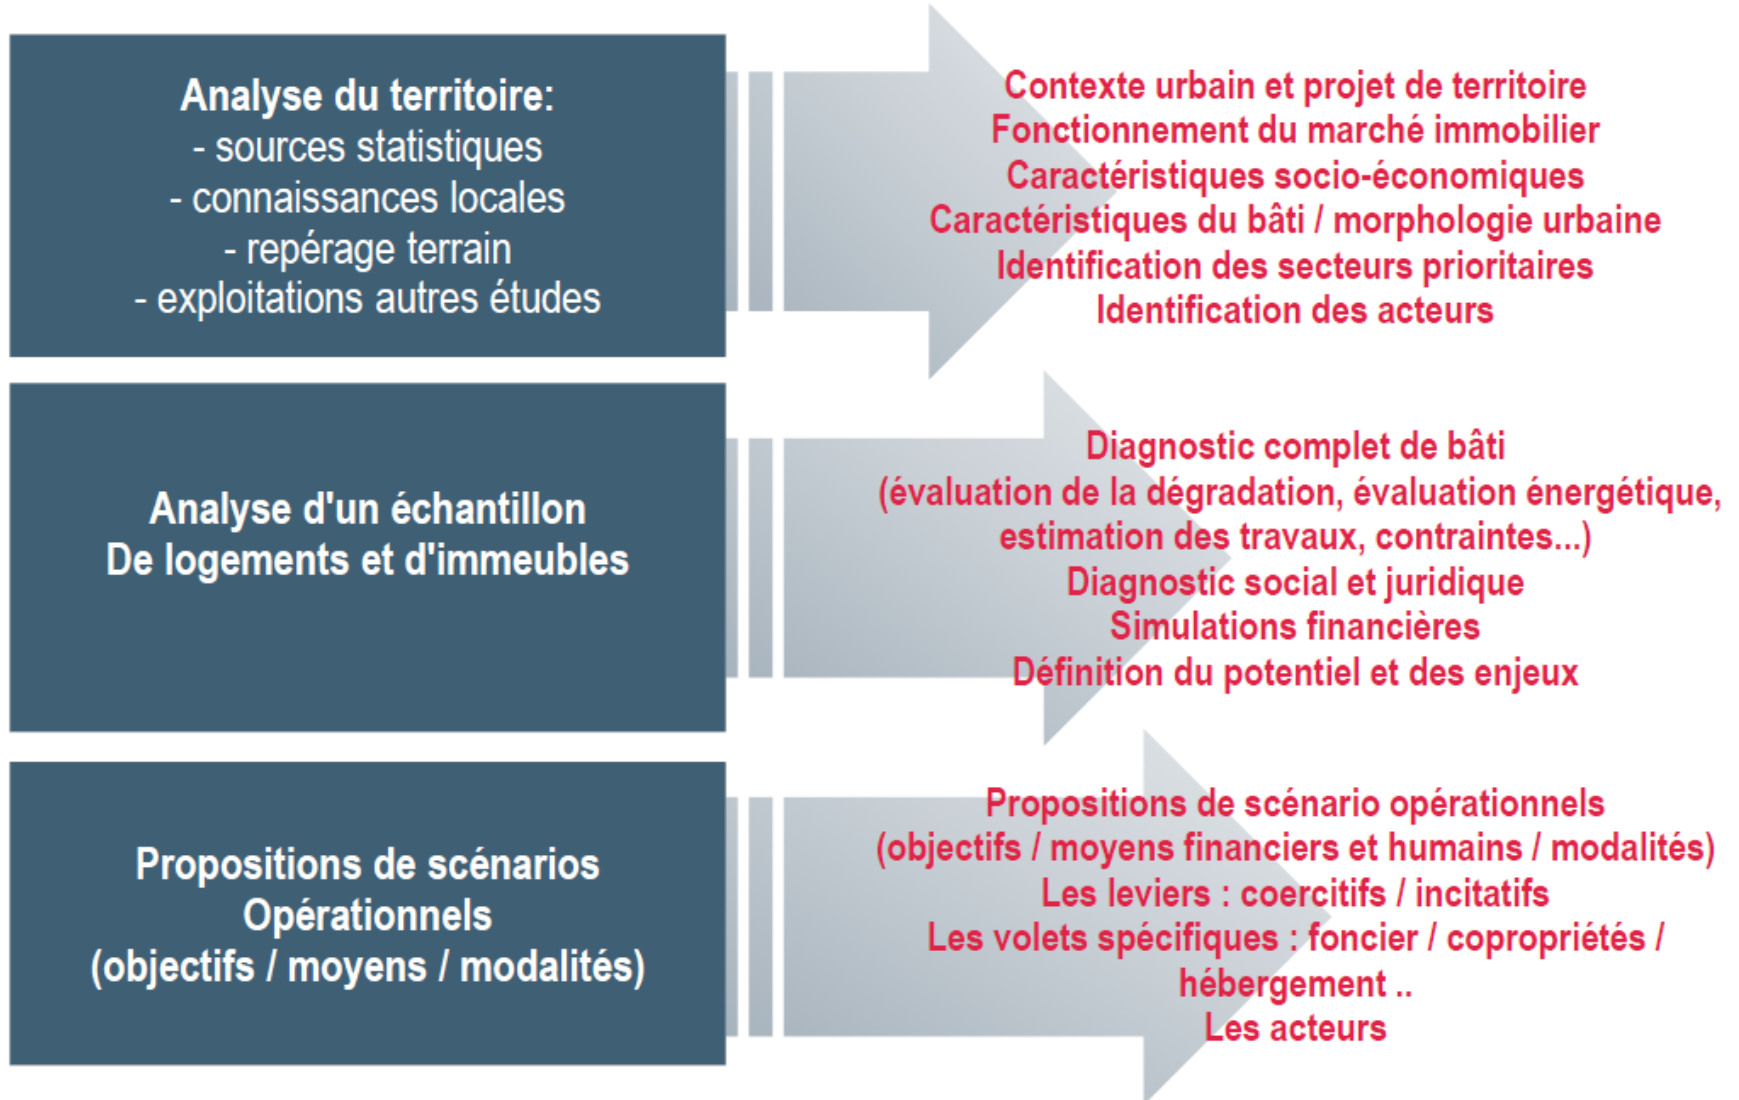 Analyse du territoire:
- sources statistiques
- connaissances locales
- repérage terrain
- exploitations autres études
Contexte urbain et projet de territoire
Fonctionnement du marché immobilier
Caractéristiques socio-économiques
Caractéristiques du bâti / morphologie urbaine
Identification des secteurs prioritaires
Identification des acteurs
Analyse d'un échantillon
De logements et d'immeubles
Diagnostic complet de bâti
(évaluation de la dégradation, évaluation énergétique,
estimation des travaux, contraintes...)
Diagnostic social et juridique
Simulations financières
Définition du potentiel et des enjeux
Propositions de scénarios
Opérationnels
(objectifs / moyens / modalités)
Propositions de scénario opérationnels
(objectifs / moyens financiers et humains / modalités)
Les leviers : coercitifs / incitatifs
Les volets spécifiques : foncier / copropriétés /
hébergement ..
Les acteurs